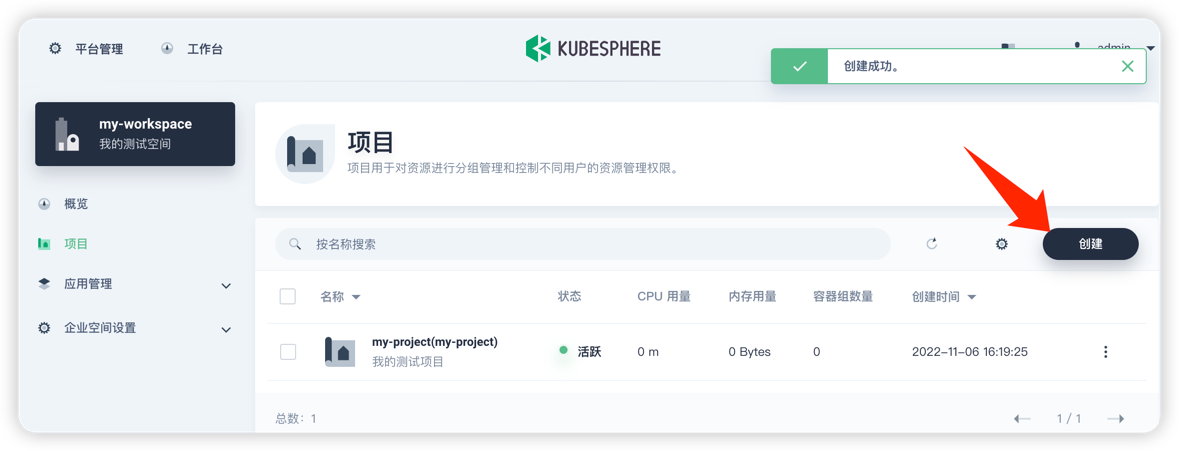 平台管理
工作台
KUBESPHERE
admin
创建成功。
my-workspace
我的测试空间
概览
项目
应用管理
企业空间设置
项目
项目用于对资源进行分组管理和控制不同用户的资源管理权限。
按名称搜索
创建
名称 状态 CPU 用量 内存用量 容器组数量 创建时间
my-project(my-project)
我的测试项目
活跃 0 m 0 Bytes 0 2022-11-06 16:19:25
总数: 1
1 / 1